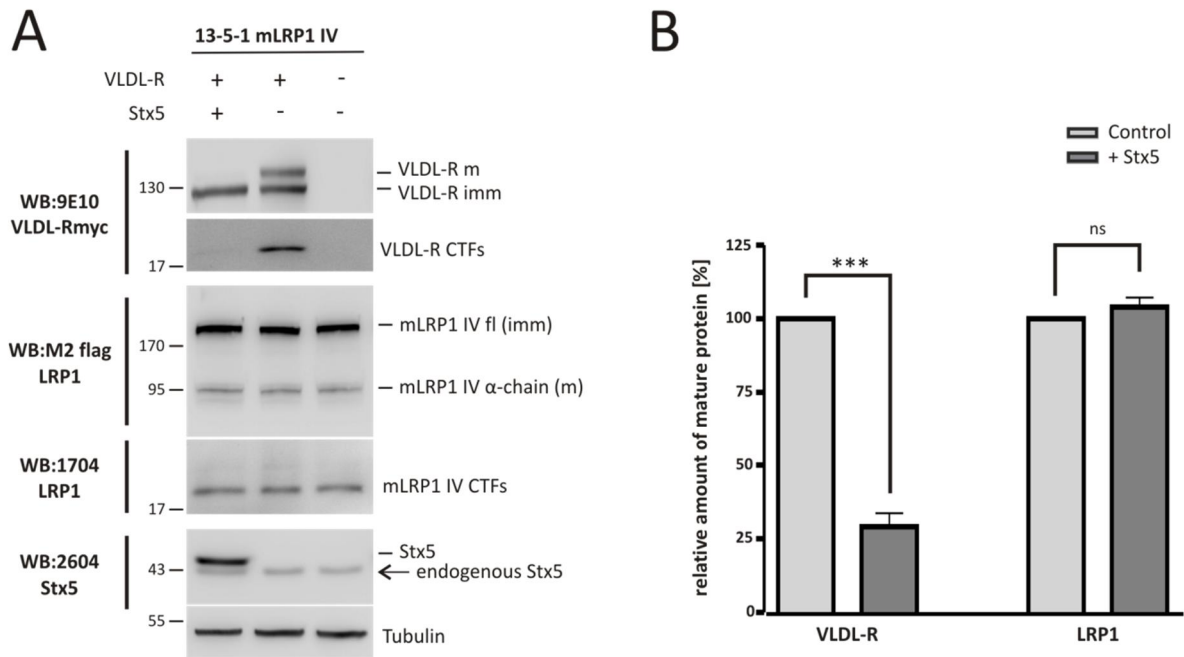 A
13-5-1 mLRP1 IV
VLDL-R + + -
Stx5 + - -
WB:9E10
VLDL-Rmyc
130
17
VLDL-R m
VLDL-R imm
VLDL-R CTFs
WB:M2 flag
LRP1
170
95
mLRP1 IV fl (imm)
mLRP1 IV α-chain (m)
WB:1704
LRP1
17
mLRP1 IV CTFs
WB:2604
Stx5
43
Stx5
endogenous Stx5
55
Tubulin
B
Control
+ Stx5
relative amount of mature protein [%]
125
100
75
50
25
0
***
ns
VLDL-R
LRP1